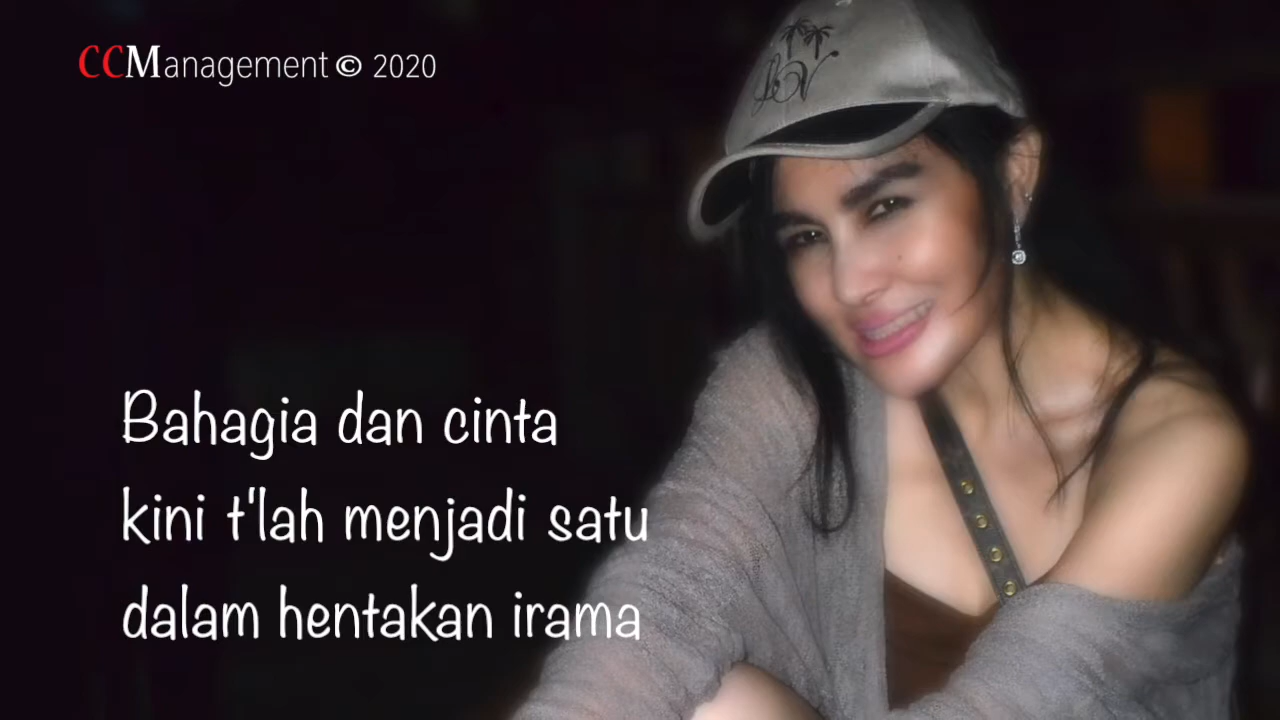 CCManagement © 2020
Bahagia dan cinta
kini t'lah menjadi satu
dalam hentakan irama